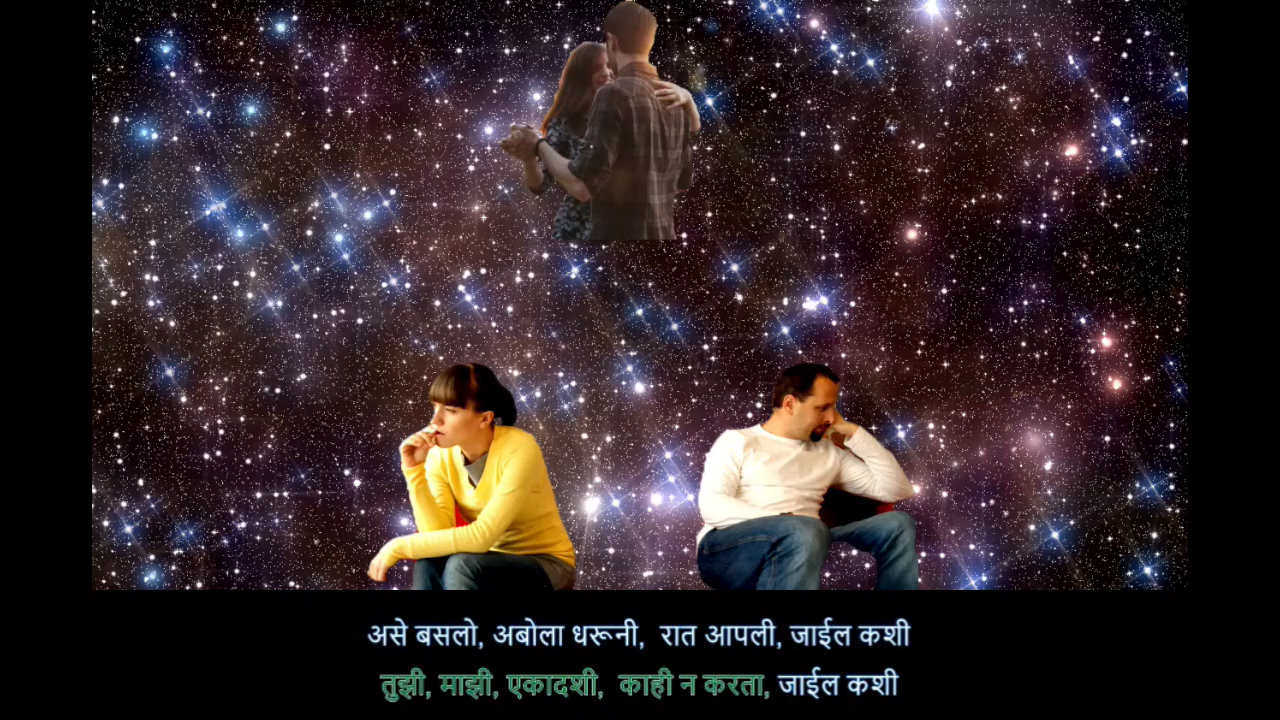 असे बसलो, अबोला धरूनी, रात आपली, जाईल कशी
तुझी, माझी, एकादशी, काही न करता, जाईल कशी